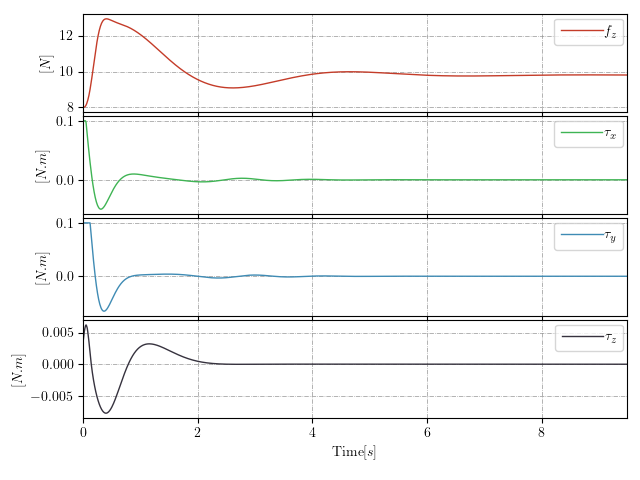 12
10
8
[N]
f_z
0.1
0.0
[N.m]
τ_x
0.1
0.0
[N.m]
τ_y
0.005
0.000
−0.005
[N.m]
τ_z
0 2 4 6 8
Time[s]